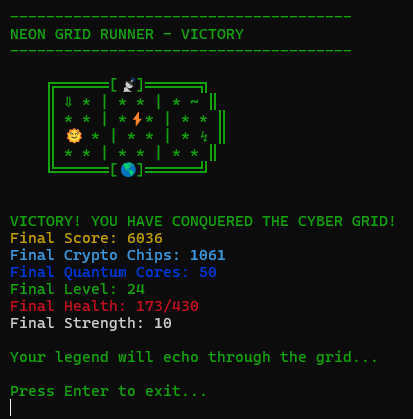 --------------------------------------
NEON GRID RUNNER - VICTORY
--------------------------------------
╔══════[📡]══════╗
║ ⇓ * | * * | * ~ ║
║ * * | * ⚡* | * * ║
║ 🌞 * | * * | * ↯ ║
║ * * | * * | * * ║
╚══════[🌎]══════╝
VICTORY! YOU HAVE CONQUERED THE CYBER GRID!
Final Score: 6036
Final Crypto Chips: 1061
Final Quantum Cores: 50
Final Level: 24
Final Health: 173/430
Final Strength: 10
Your legend will echo through the grid...
Press Enter to exit...